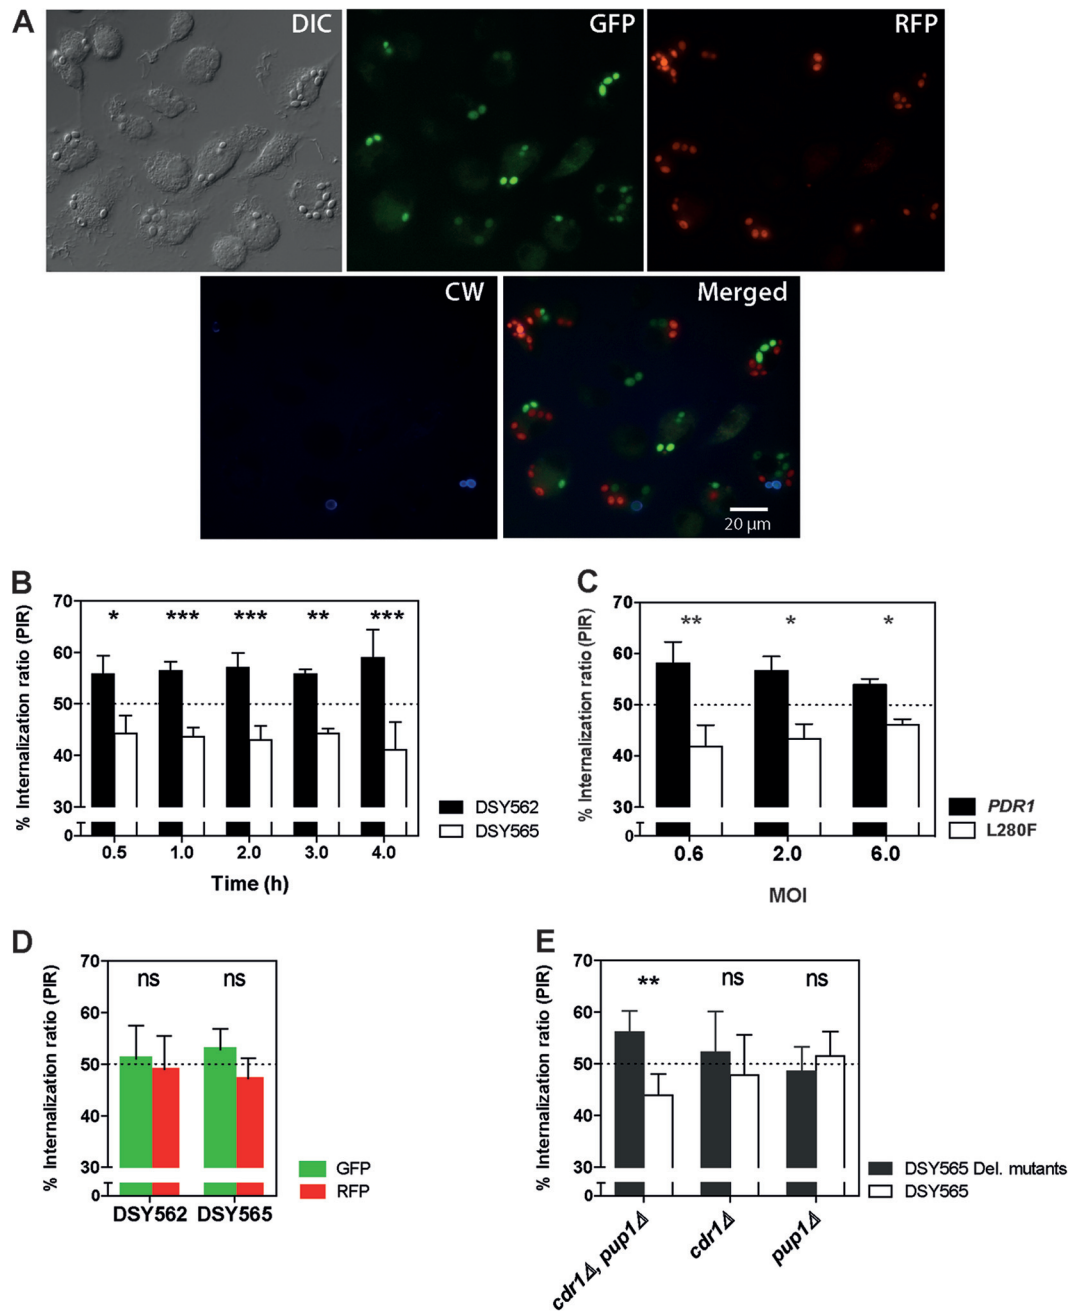 A
DIC
GFP
RFP
CW
Merged
20 µm
B
% Internalization ratio (PIR)
70
60
50
40
30
0
* *** *** ** ***
0.5 1.0 2.0 3.0 4.0
Time (h)
DSY562
DSY565
C
% Internalization ratio (PIR)
70
60
50
40
30
0
** * *
0.6 2.0 6.0
MOI
PDR1
L280F
D
% Internalization ratio (PIR)
70
60
50
40
30
0
ns ns
DSY562 DSY565
GFP
RFP
E
% Internalization ratio (PIR)
70
60
50
40
30
0
** ns ns
cdr1Δ, pup1Δ
cdr1Δ
pup1Δ
DSY565 Del. mutants
DSY565